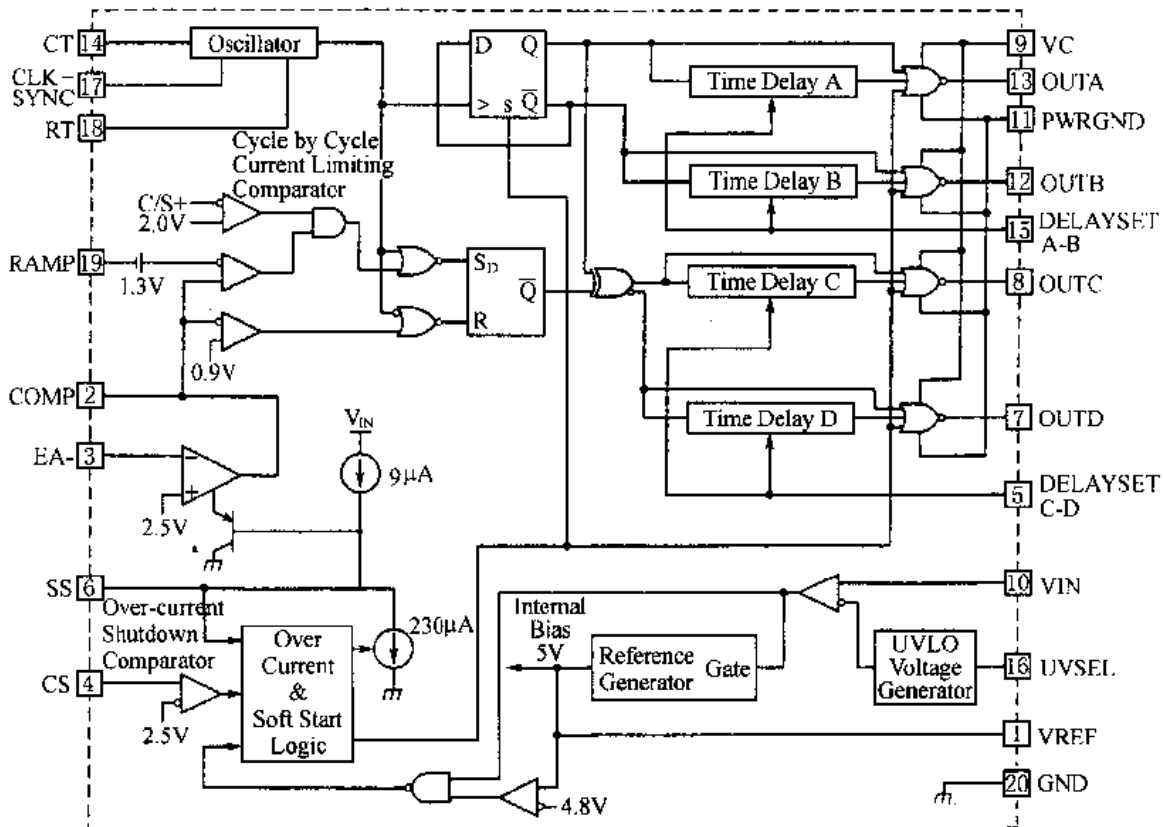 CT 14
Oscillator
CLK-
SYNC 17
RT 18
D Q
> s Q̅
Time Delay A
9 VC
13 OUTA
11 PWRGND
Cycle by Cycle
Current Limiting
Comparator
C/S+
2.0V
Time Delay B
12 OUTB
15 DELAYSET
A-B
RAMP 19
1.3V
S_D
Q̅
R
Time Delay C
8 OUTC
0.9V
COMP 2
V_IN
Time Delay D
7 OUTD
EA- 3
9μA
2.5V
5 DELAYSET
C-D
SS 6
Over-current
Shutdown
Comparator
CS 4
2.5V
Over
Current
&
Soft Start
Logic
230μA
Internal
Bias
5V
Reference
Generator
Gate
10 VIN
UVLO
Voltage
Generator
16 UVSEL
1 VREF
4.8V
20 GND